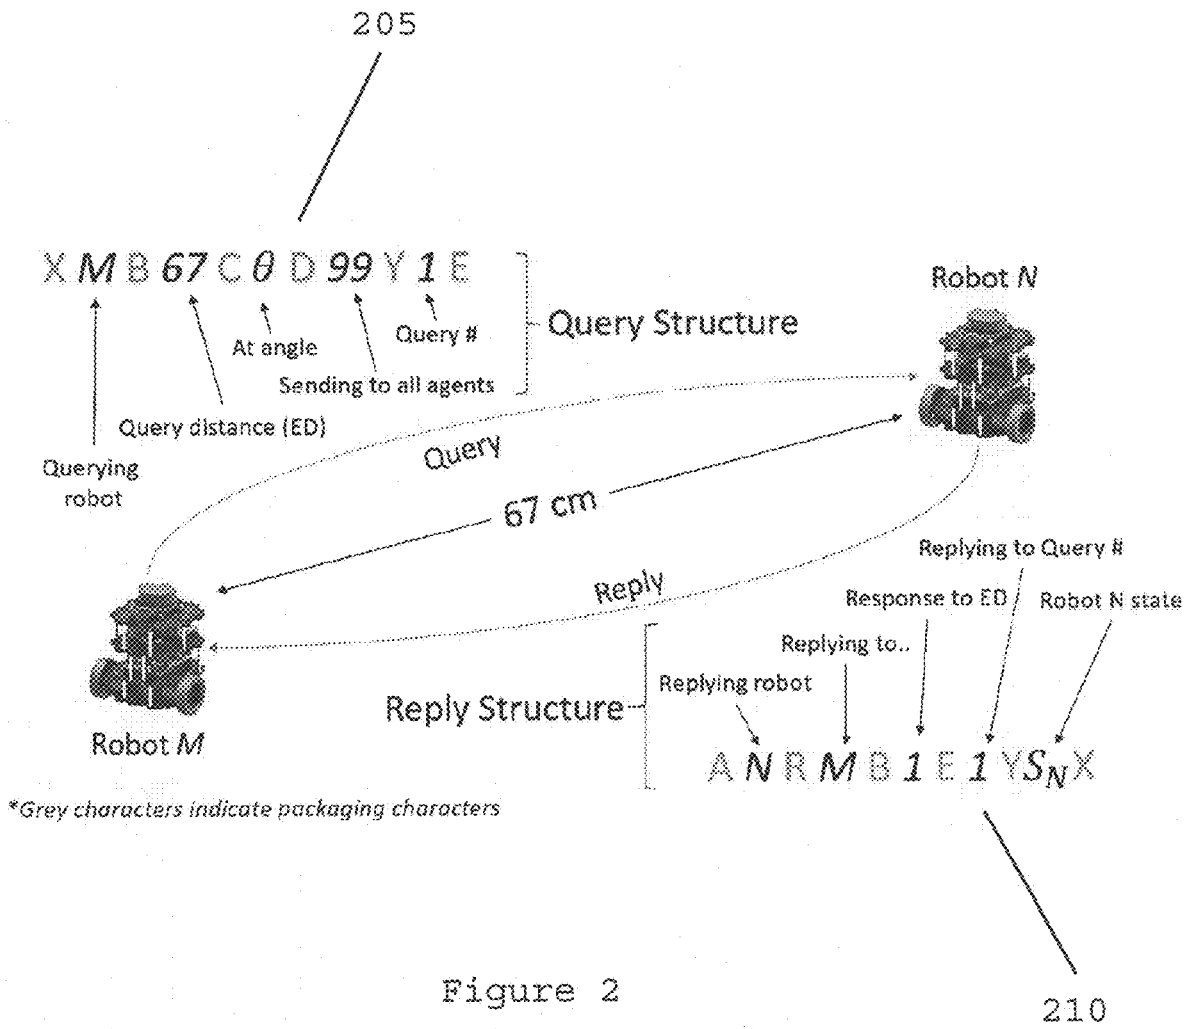 205
X M B 67 C θ D 99 Y 1 E
Robot N
Query #
At angle
Query Structure
Sending to all agents
Query distance (ED)
Query
Querying
robot
67 cm
Replying to Query #
Reply
Response to ED
Robot N state
Replying to..
Replying robot
Reply Structure
Robot M
A N R M B 1 E 1 Y S_N X
*Grey characters indicate packaging characters
Figure 2
210